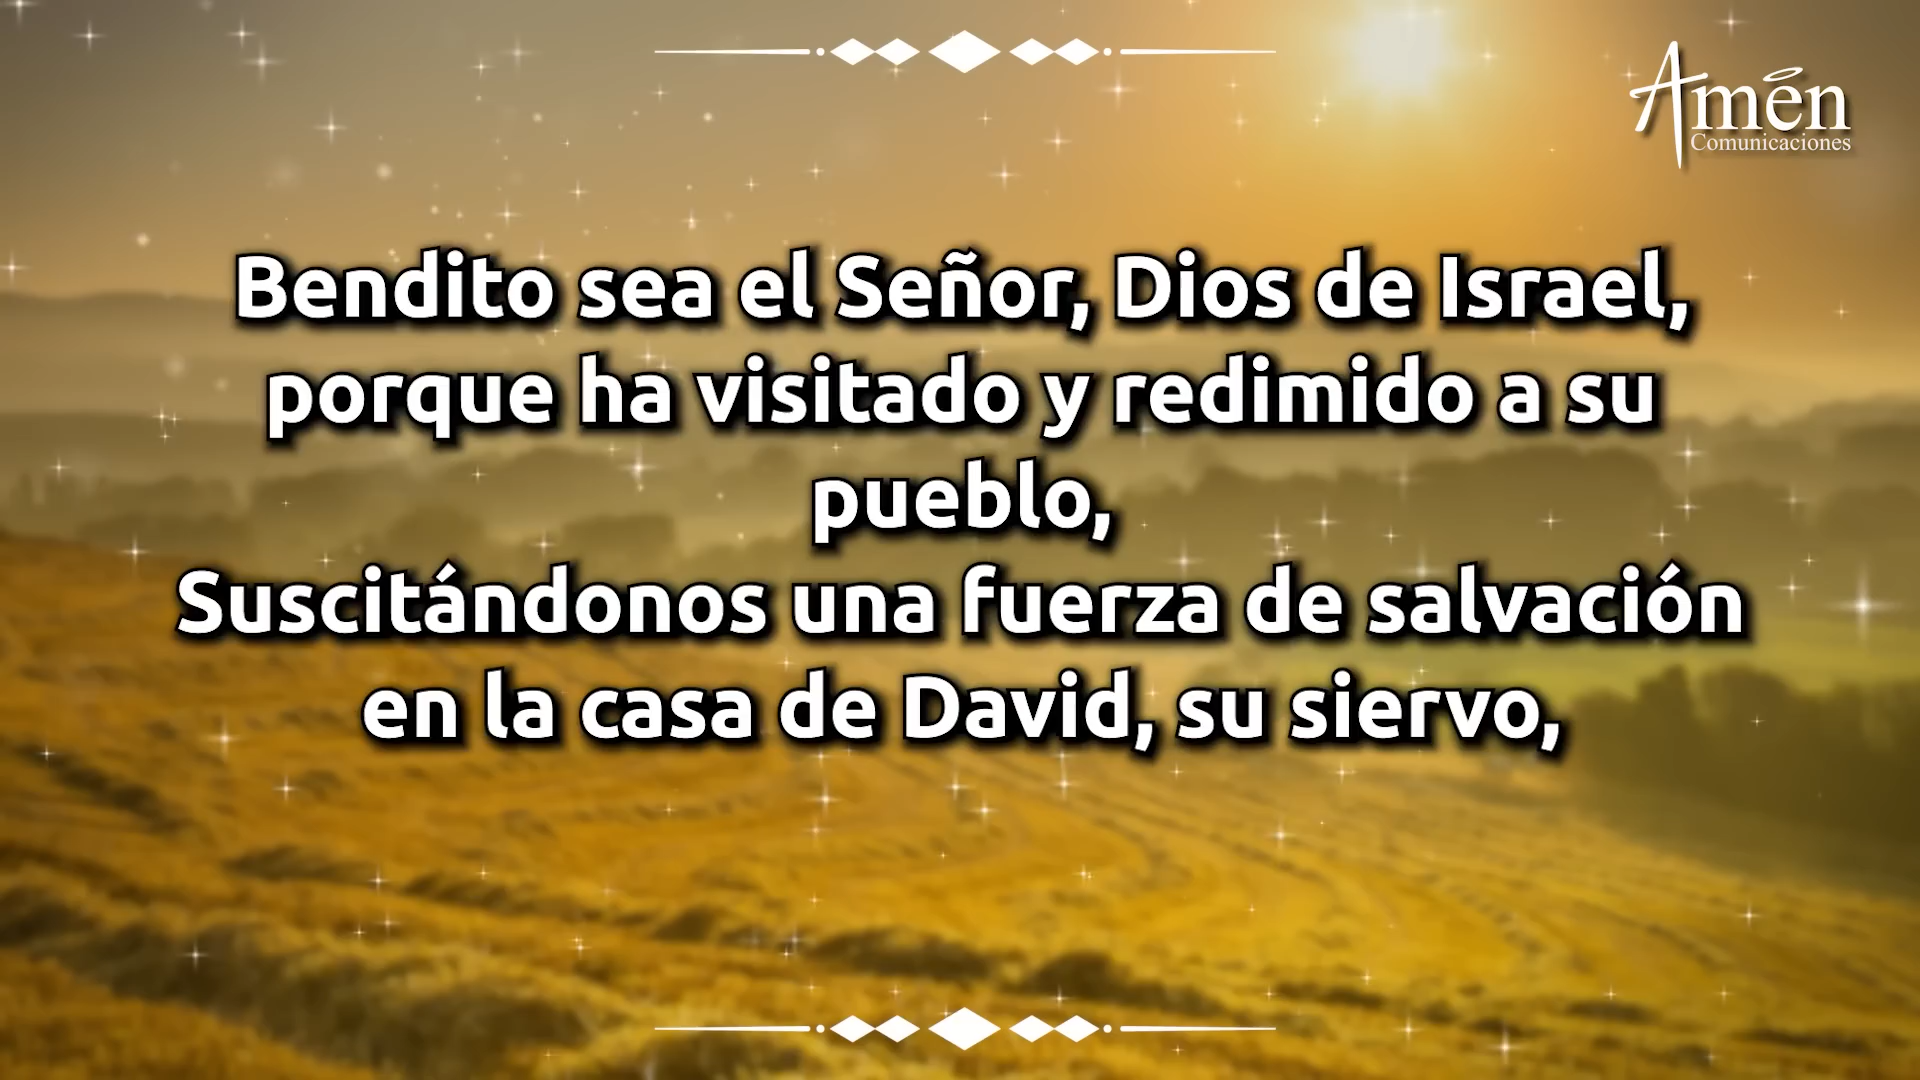 Amén
Comunicaciones
Bendito sea el Señor, Dios de Israel,
porque ha visitado y redimido a su
pueblo,
Suscitándonos una fuerza de salvación
en la casa de David, su siervo,